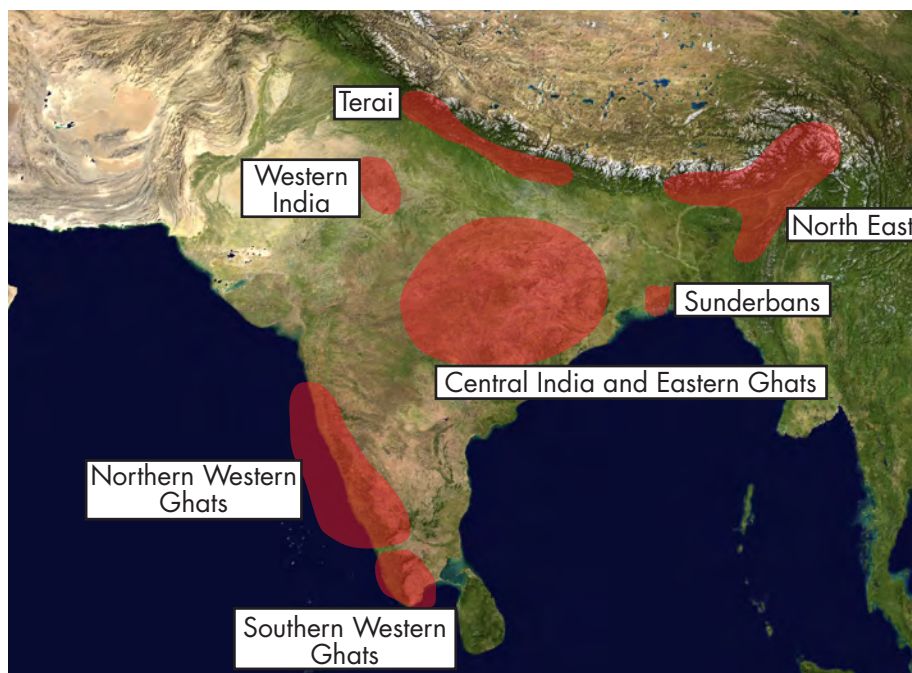 Terai
Western
India
North East
Sunderbans
Central India and Eastern Ghats
Northern Western
Ghats
Southern Western
Ghats